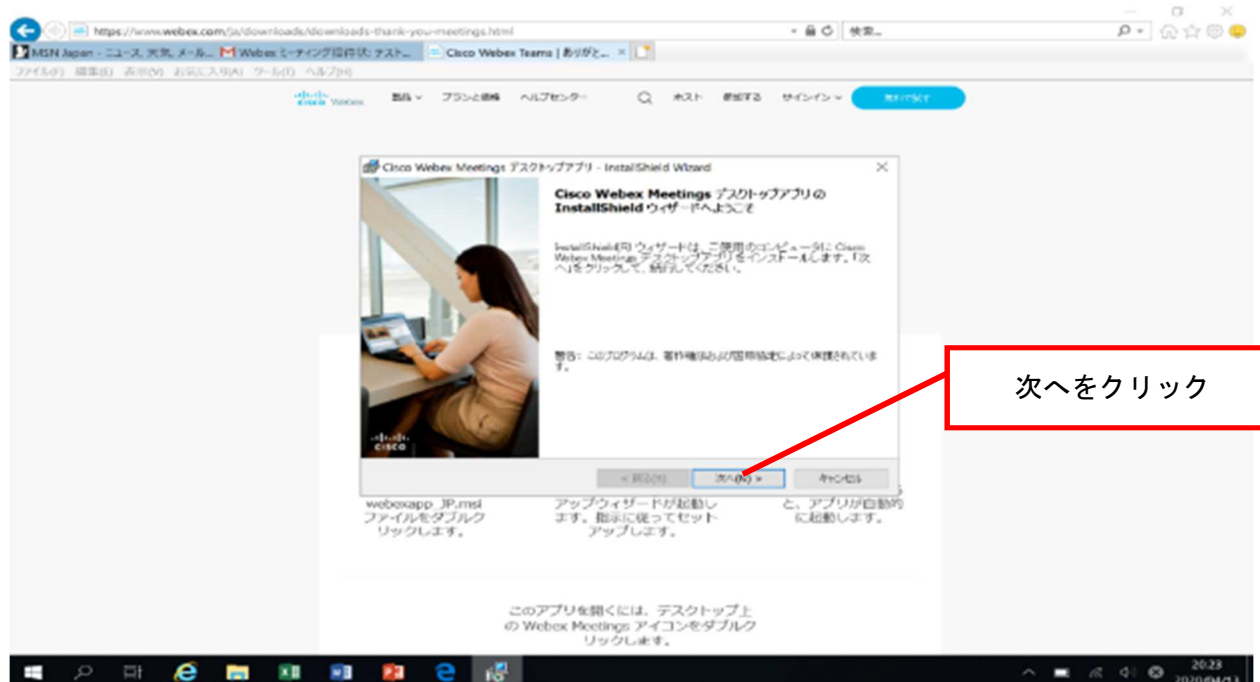 https://www.webex.com/ja/downloads/downloads-thank-you-meetings.html
検索...
MSN Japan - ニュース, 天気, メール...
Webex ミーティング招待状: テスト...
Cisco Webex Teams | ありがと...
ファイル(F) 編集(E) 表示(V) お気に入り(A) ツール(T) ヘルプ(H)
CISCO Webex 製品 プランと価格 ヘルプセンター ホスト 参加する サインイン 無料で試す
Cisco Webex Meetings デスクトップアプリ - InstallShield Wizard
Cisco Webex Meetings デスクトップアプリの
InstallShield ウィザードへようこそ
InstallShield(R) ウィザードは、ご使用のコンピュータに Cisco
Webex Meetings デスクトップアプリをインストールします。「次
へ」をクリックして、続行してください。
警告: このプログラムは、著作権法および国際協定によって保護されていま
す。
CISCO
< 戻る(B) 次へ(N) > キャンセル
次へをクリック
webexapp_JP.msi
ファイルをダブルク
リックします。
アップウィザードが起動し
ます。指示に従ってセット
アップします。
と、アプリが自動的
に起動します。
このアプリを開くには、デスクトップ上
の Webex Meetings アイコンをダブルク
リックします。
20:23
2020/04/13